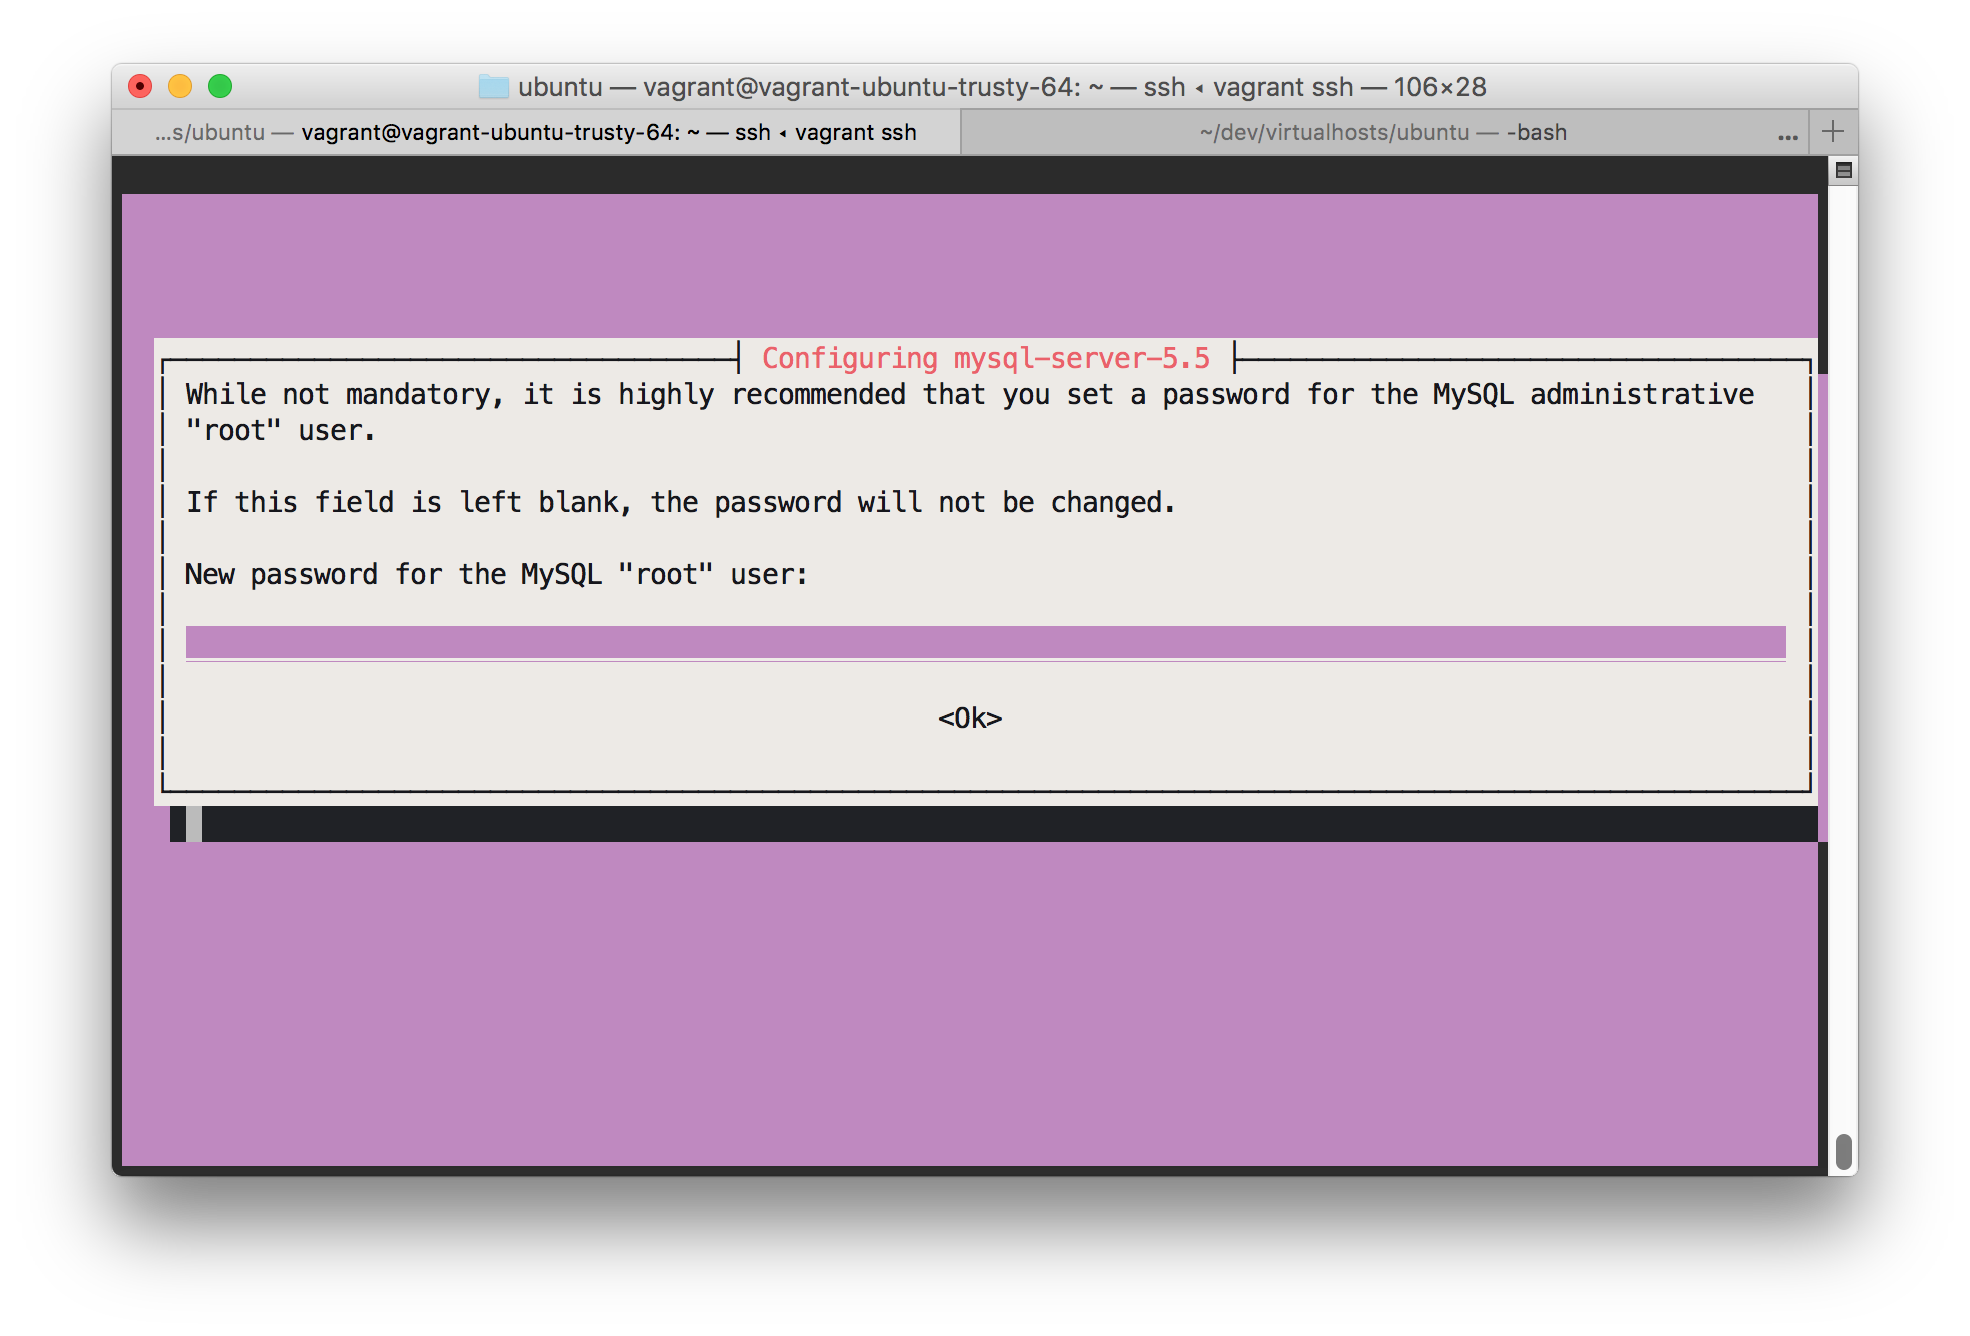 ubuntu — vagrant@vagrant-ubuntu-trusty-64: ~ — ssh ◂ vagrant ssh — 106×28
...s/ubuntu — vagrant@vagrant-ubuntu-trusty-64: ~ — ssh ◂ vagrant ssh
~/dev/virtualhosts/ubuntu — -bash ...
Configuring mysql-server-5.5
While not mandatory, it is highly recommended that you set a password for the MySQL administrative
"root" user.
If this field is left blank, the password will not be changed.
New password for the MySQL "root" user:
<Ok>